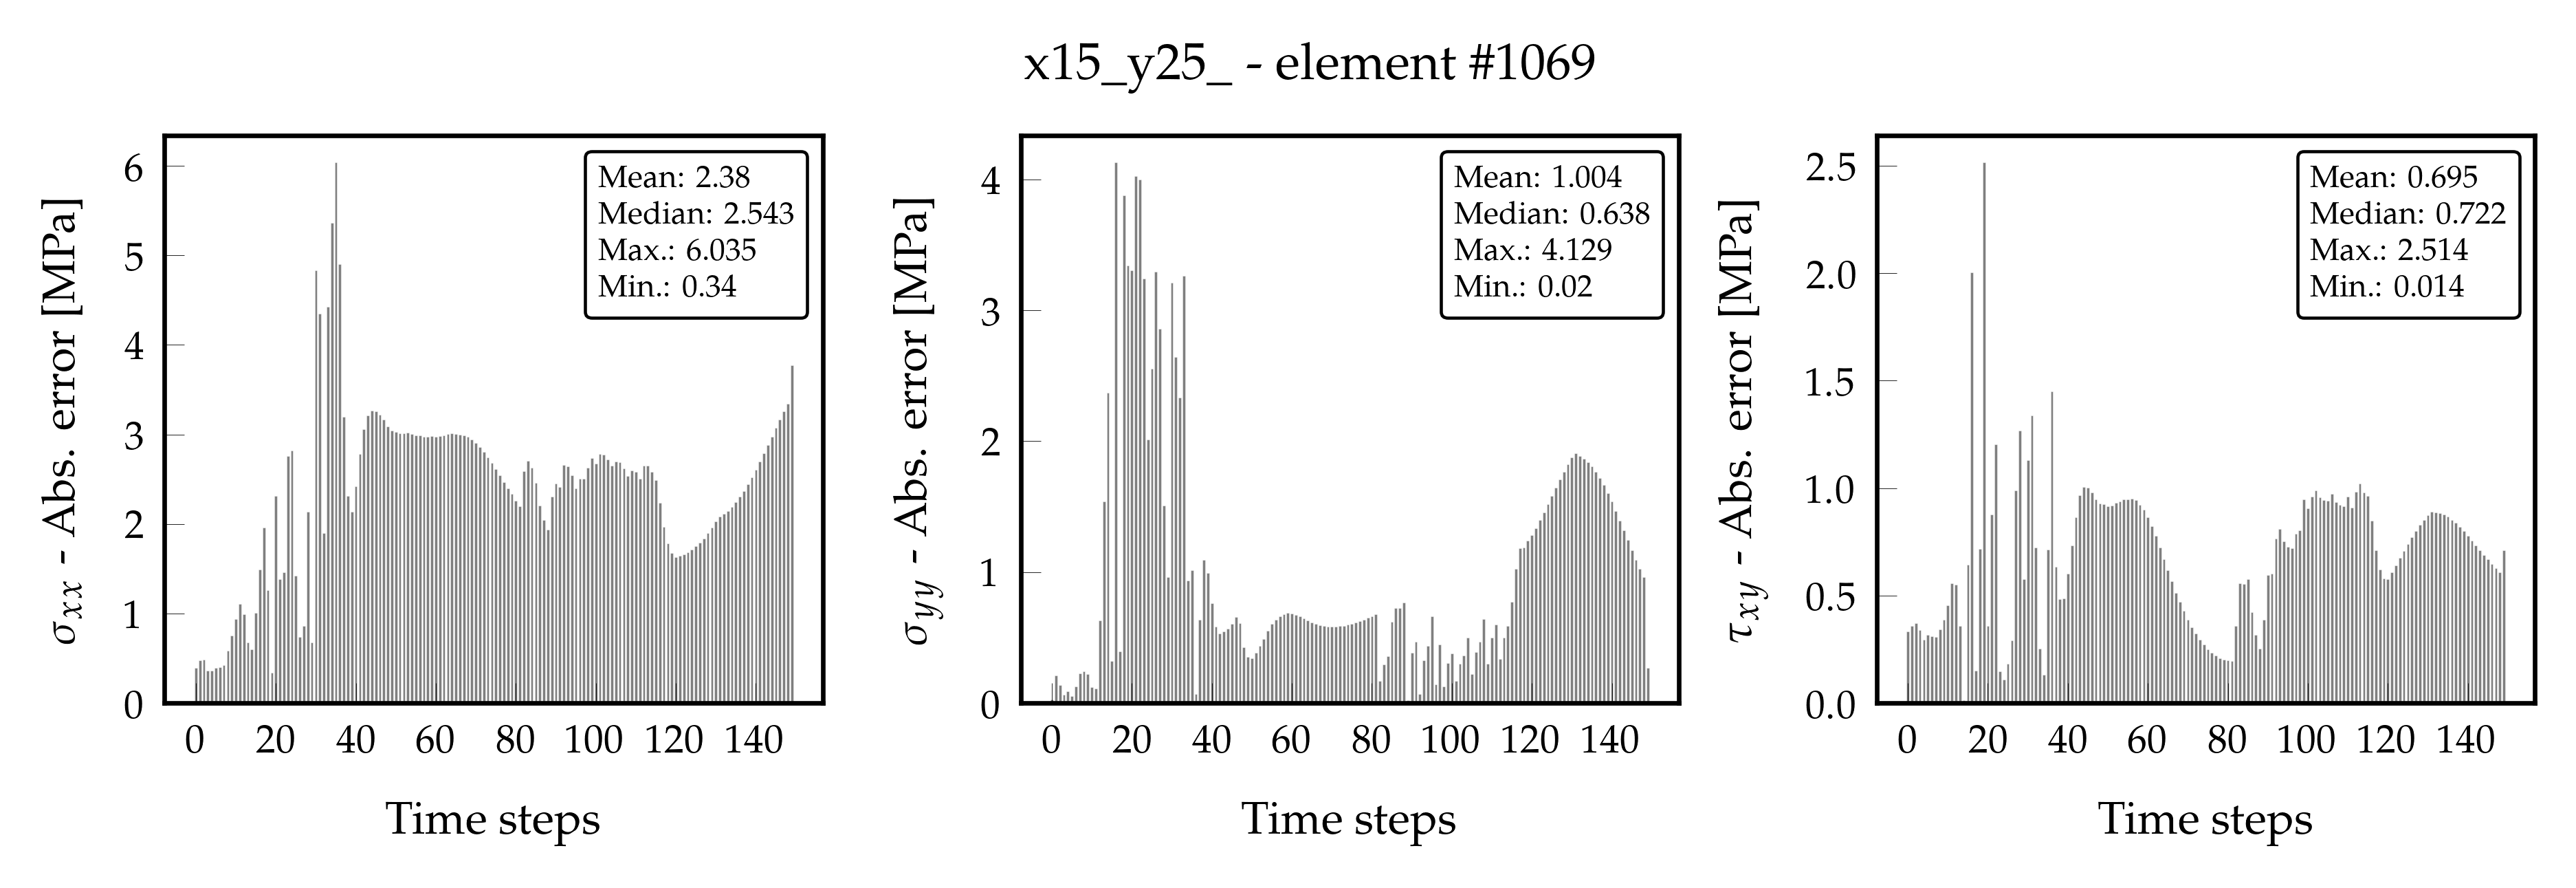 x15_y25_ - element #1069
σxx - Abs. error [MPa]
6
5
4
3
2
1
0
Mean: 2.38
Median: 2.543
Max.: 6.035
Min.: 0.34
0 20 40 60 80 100 120 140
Time steps
σyy - Abs. error [MPa]
4
3
2
1
0
Mean: 1.004
Median: 0.638
Max.: 4.129
Min.: 0.02
0 20 40 60 80 100 120 140
Time steps
τxy - Abs. error [MPa]
2.5
2.0
1.5
1.0
0.5
0.0
Mean: 0.695
Median: 0.722
Max.: 2.514
Min.: 0.014
0 20 40 60 80 100 120 140
Time steps